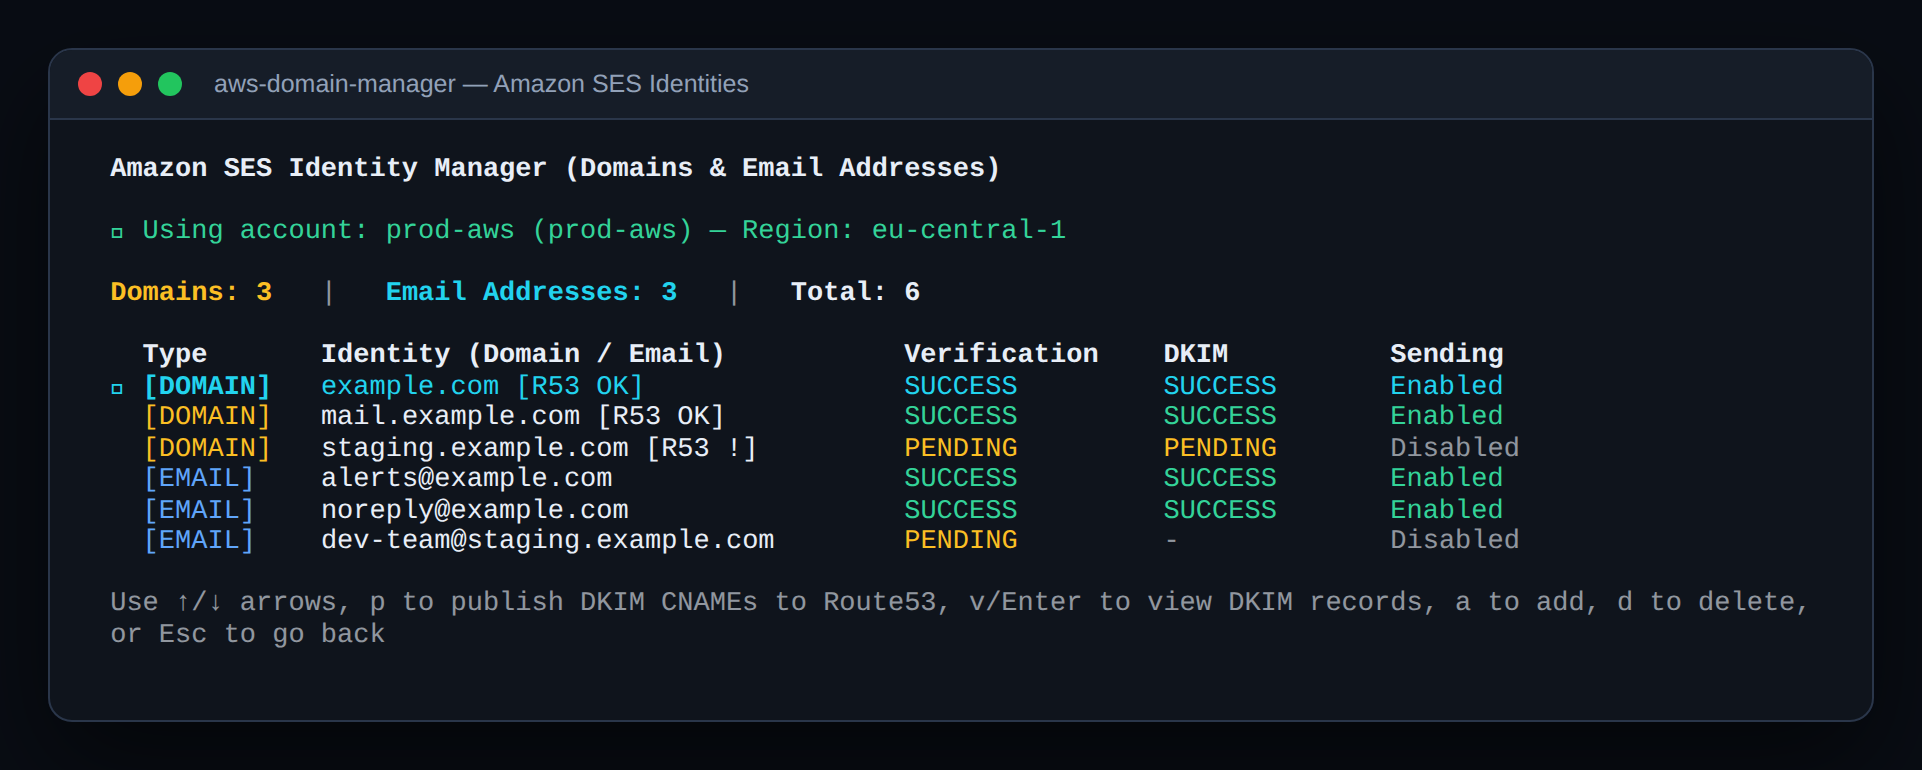 aws-domain-manager — Amazon SES Identities
Amazon SES Identity Manager (Domains & Email Addresses)
Using account: prod-aws (prod-aws) — Region: eu-central-1
Domains: 3 | Email Addresses: 3 | Total: 6
Type Identity (Domain / Email) Verification DKIM Sending
[DOMAIN] example.com [R53 OK] SUCCESS SUCCESS Enabled
[DOMAIN] mail.example.com [R53 OK] SUCCESS SUCCESS Enabled
[DOMAIN] staging.example.com [R53 !] PENDING PENDING Disabled
[EMAIL] alerts@example.com SUCCESS SUCCESS Enabled
[EMAIL] noreply@example.com SUCCESS SUCCESS Enabled
[EMAIL] dev-team@staging.example.com PENDING - Disabled
Use ↑/↓ arrows, p to publish DKIM CNAMEs to Route53, v/Enter to view DKIM records, a to add, d to delete,
or Esc to go back